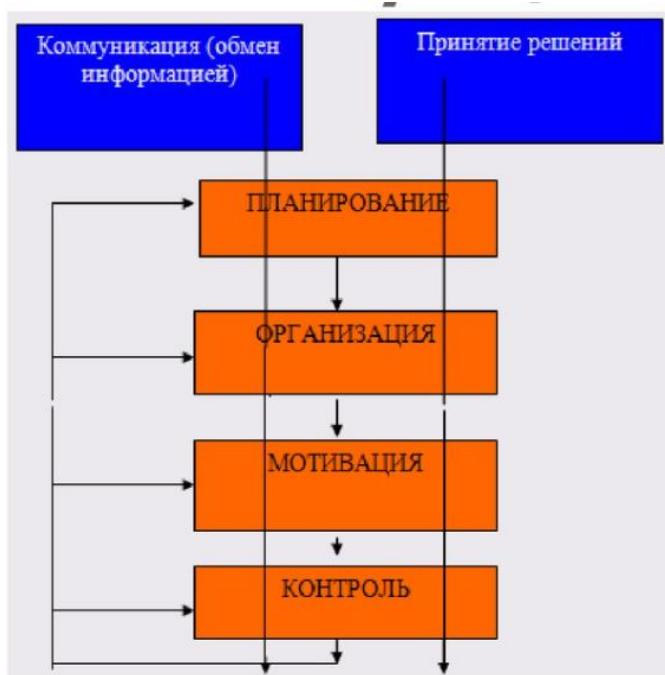 Коммуникация (обмен
информацией)
Принятие решений
ПЛАНИРОВАНИЕ
ОРГАНИЗАЦИЯ
МОТИВАЦИЯ
КОНТРОЛЬ